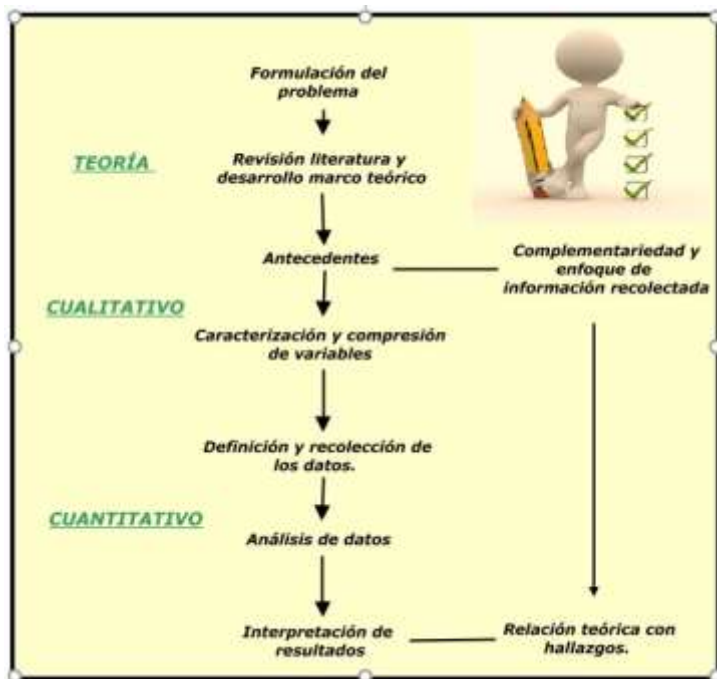 Formulación del
problema
TEORÍA
Revisión literatura y
desarrollo marco teórico
Antecedentes
Complementariedad y
enfoque de
información recolectada
CUALITATIVO
Caracterización y compresión
de variables
Definición y recolección de
los datos.
CUANTITATIVO
Análisis de datos
Interpretación de
resultados
Relación teórica con
hallazgos.